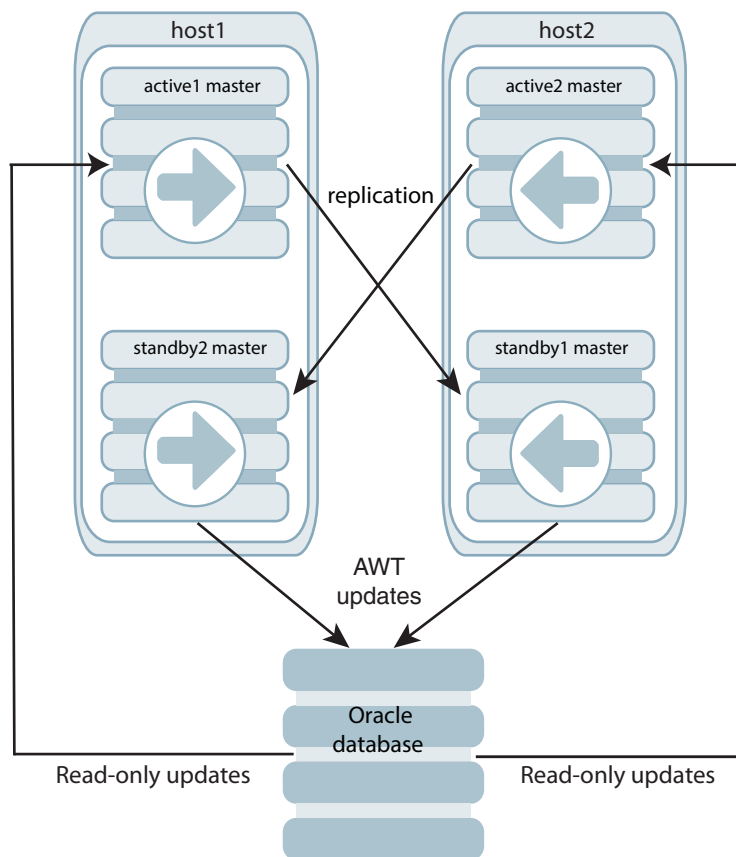 host1
host2
active1 master
active2 master
replication
standby2 master
standby1 master
AWT
updates
Oracle
database
Read-only updates
Read-only updates